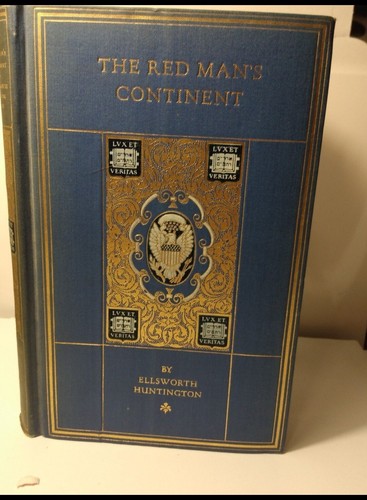 THE RED MAN'S
CONTINENT
LVX ET
VERITAS
LVX ET
VERITAS
LVX ET
VERITAS
LVX ET
VERITAS
BY
ELLSWORTH
HUNTINGTON